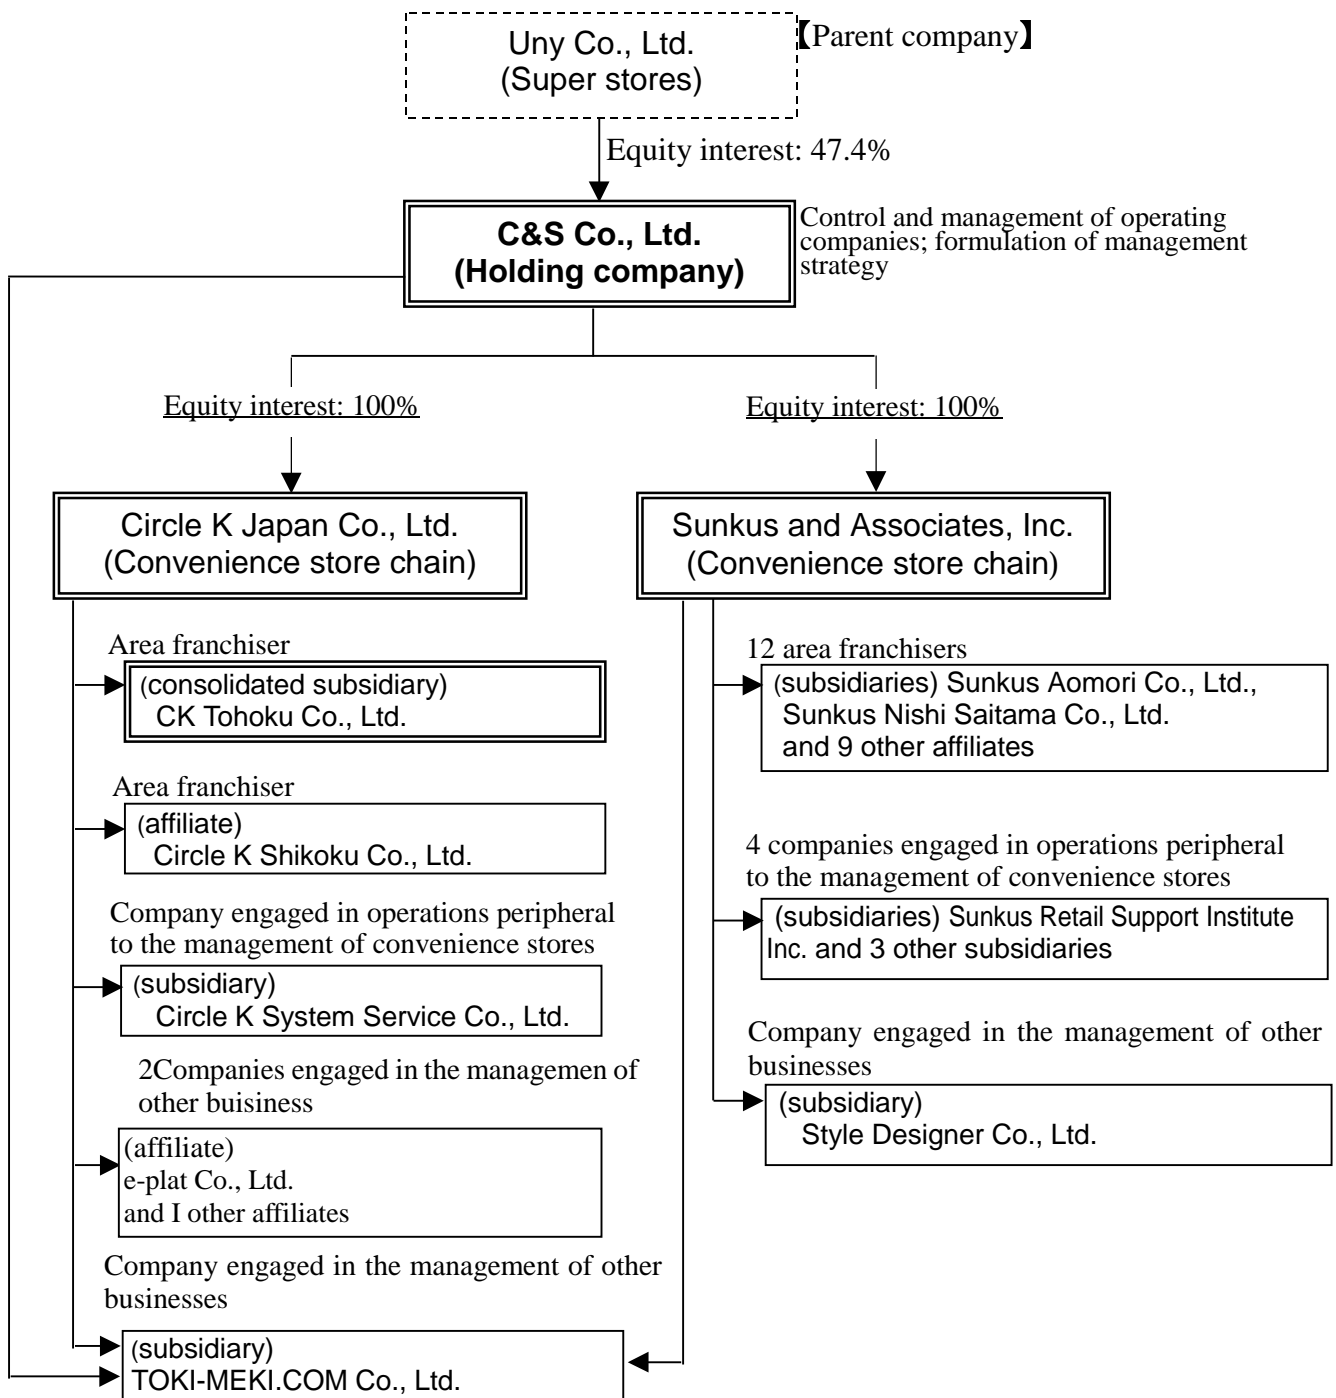 Uny Co., Ltd.
(Super stores)
【Parent company】
Equity interest: 47.4%
C&S Co., Ltd.
(Holding company)
Control and management of operating
companies; formulation of management
strategy
Equity interest: 100%
Equity interest: 100%
Circle K Japan Co., Ltd.
(Convenience store chain)
Sunkus and Associates, Inc.
(Convenience store chain)
Area franchiser
(consolidated subsidiary)
CK Tohoku Co., Ltd.
Area franchiser
(affiliate)
Circle K Shikoku Co., Ltd.
Company engaged in operations peripheral
to the management of convenience stores
(subsidiary)
Circle K System Service Co., Ltd.
2Companies engaged in the managemen of
other buisiness
(affiliate)
e-plat Co., Ltd.
and I other affiliates
Company engaged in the management of other
businesses
(subsidiary)
TOKI-MEKI.COM Co., Ltd.
12 area franchisers
(subsidiaries) Sunkus Aomori Co., Ltd.,
Sunkus Nishi Saitama Co., Ltd.
and 9 other affiliates
4 companies engaged in operations peripheral
to the management of convenience stores
(subsidiaries) Sunkus Retail Support Institute
Inc. and 3 other subsidiaries
Company engaged in the management of other
businesses
(subsidiary)
Style Designer Co., Ltd.